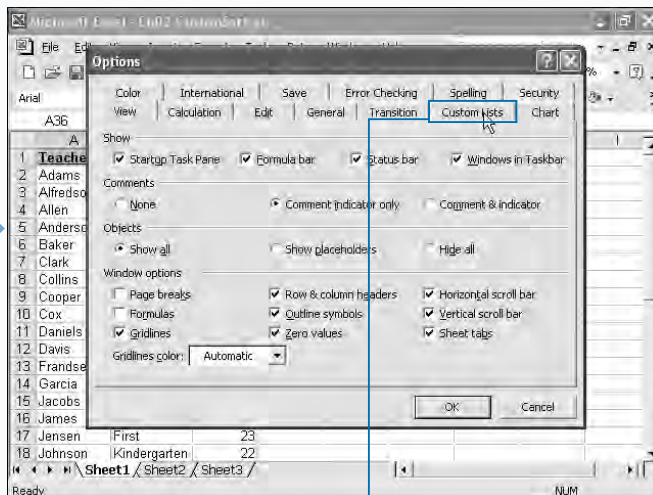 Microsoft Excel - Ch02 CustomSort.xls
File Edit
Options
Arial
A36
A
Color International Save Error Checking Spelling Security
View Calculation Edit General Transition Custom Lists Chart
Show
Startup Task Pane Formula bar Status bar Windows in Taskbar
Comments
None Comment indicator only Comment & indicator
Objects
Show all Show placeholders Hide all
Window options
Page breaks Row & column headers Horizontal scroll bar
Formulas Outline symbols Vertical scroll bar
Gridlines Zero values Sheet tabs
Gridlines color: Automatic
OK Cancel
1 Teache
2 Adams
3 Alfredso
4 Allen
5 Anderso
6 Baker
7 Clark
8 Collins
9 Cooper
10 Cox
11 Daniels
12 Davis
13 Frandse
14 Garcia
15 Jacobs
16 James
17 Jensen First 23
18 Johnson Kindergarten 22
Sheet1 / Sheet2 / Sheet3 /
Ready NUM